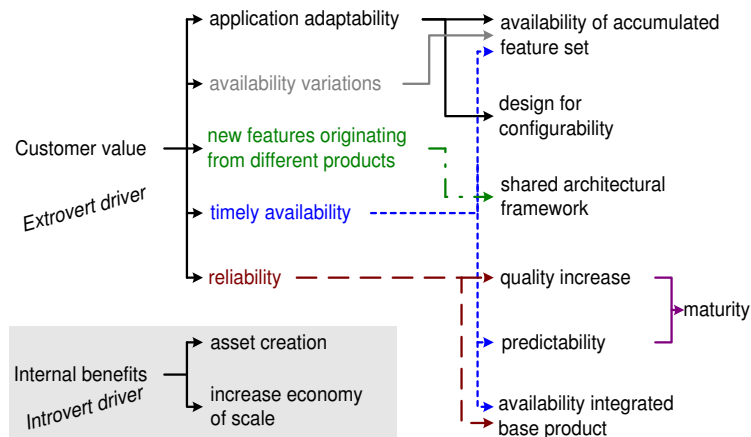 application adaptability
availability of accumulated
feature set
availability variations
design for
configurability
Customer value
new features originating
from different products
shared architectural
framework
Extrovert driver
timely availability
reliability
quality increase
maturity
asset creation
predictability
Internal benefits
Introvert driver
increase economy
of scale
availability integrated
base product